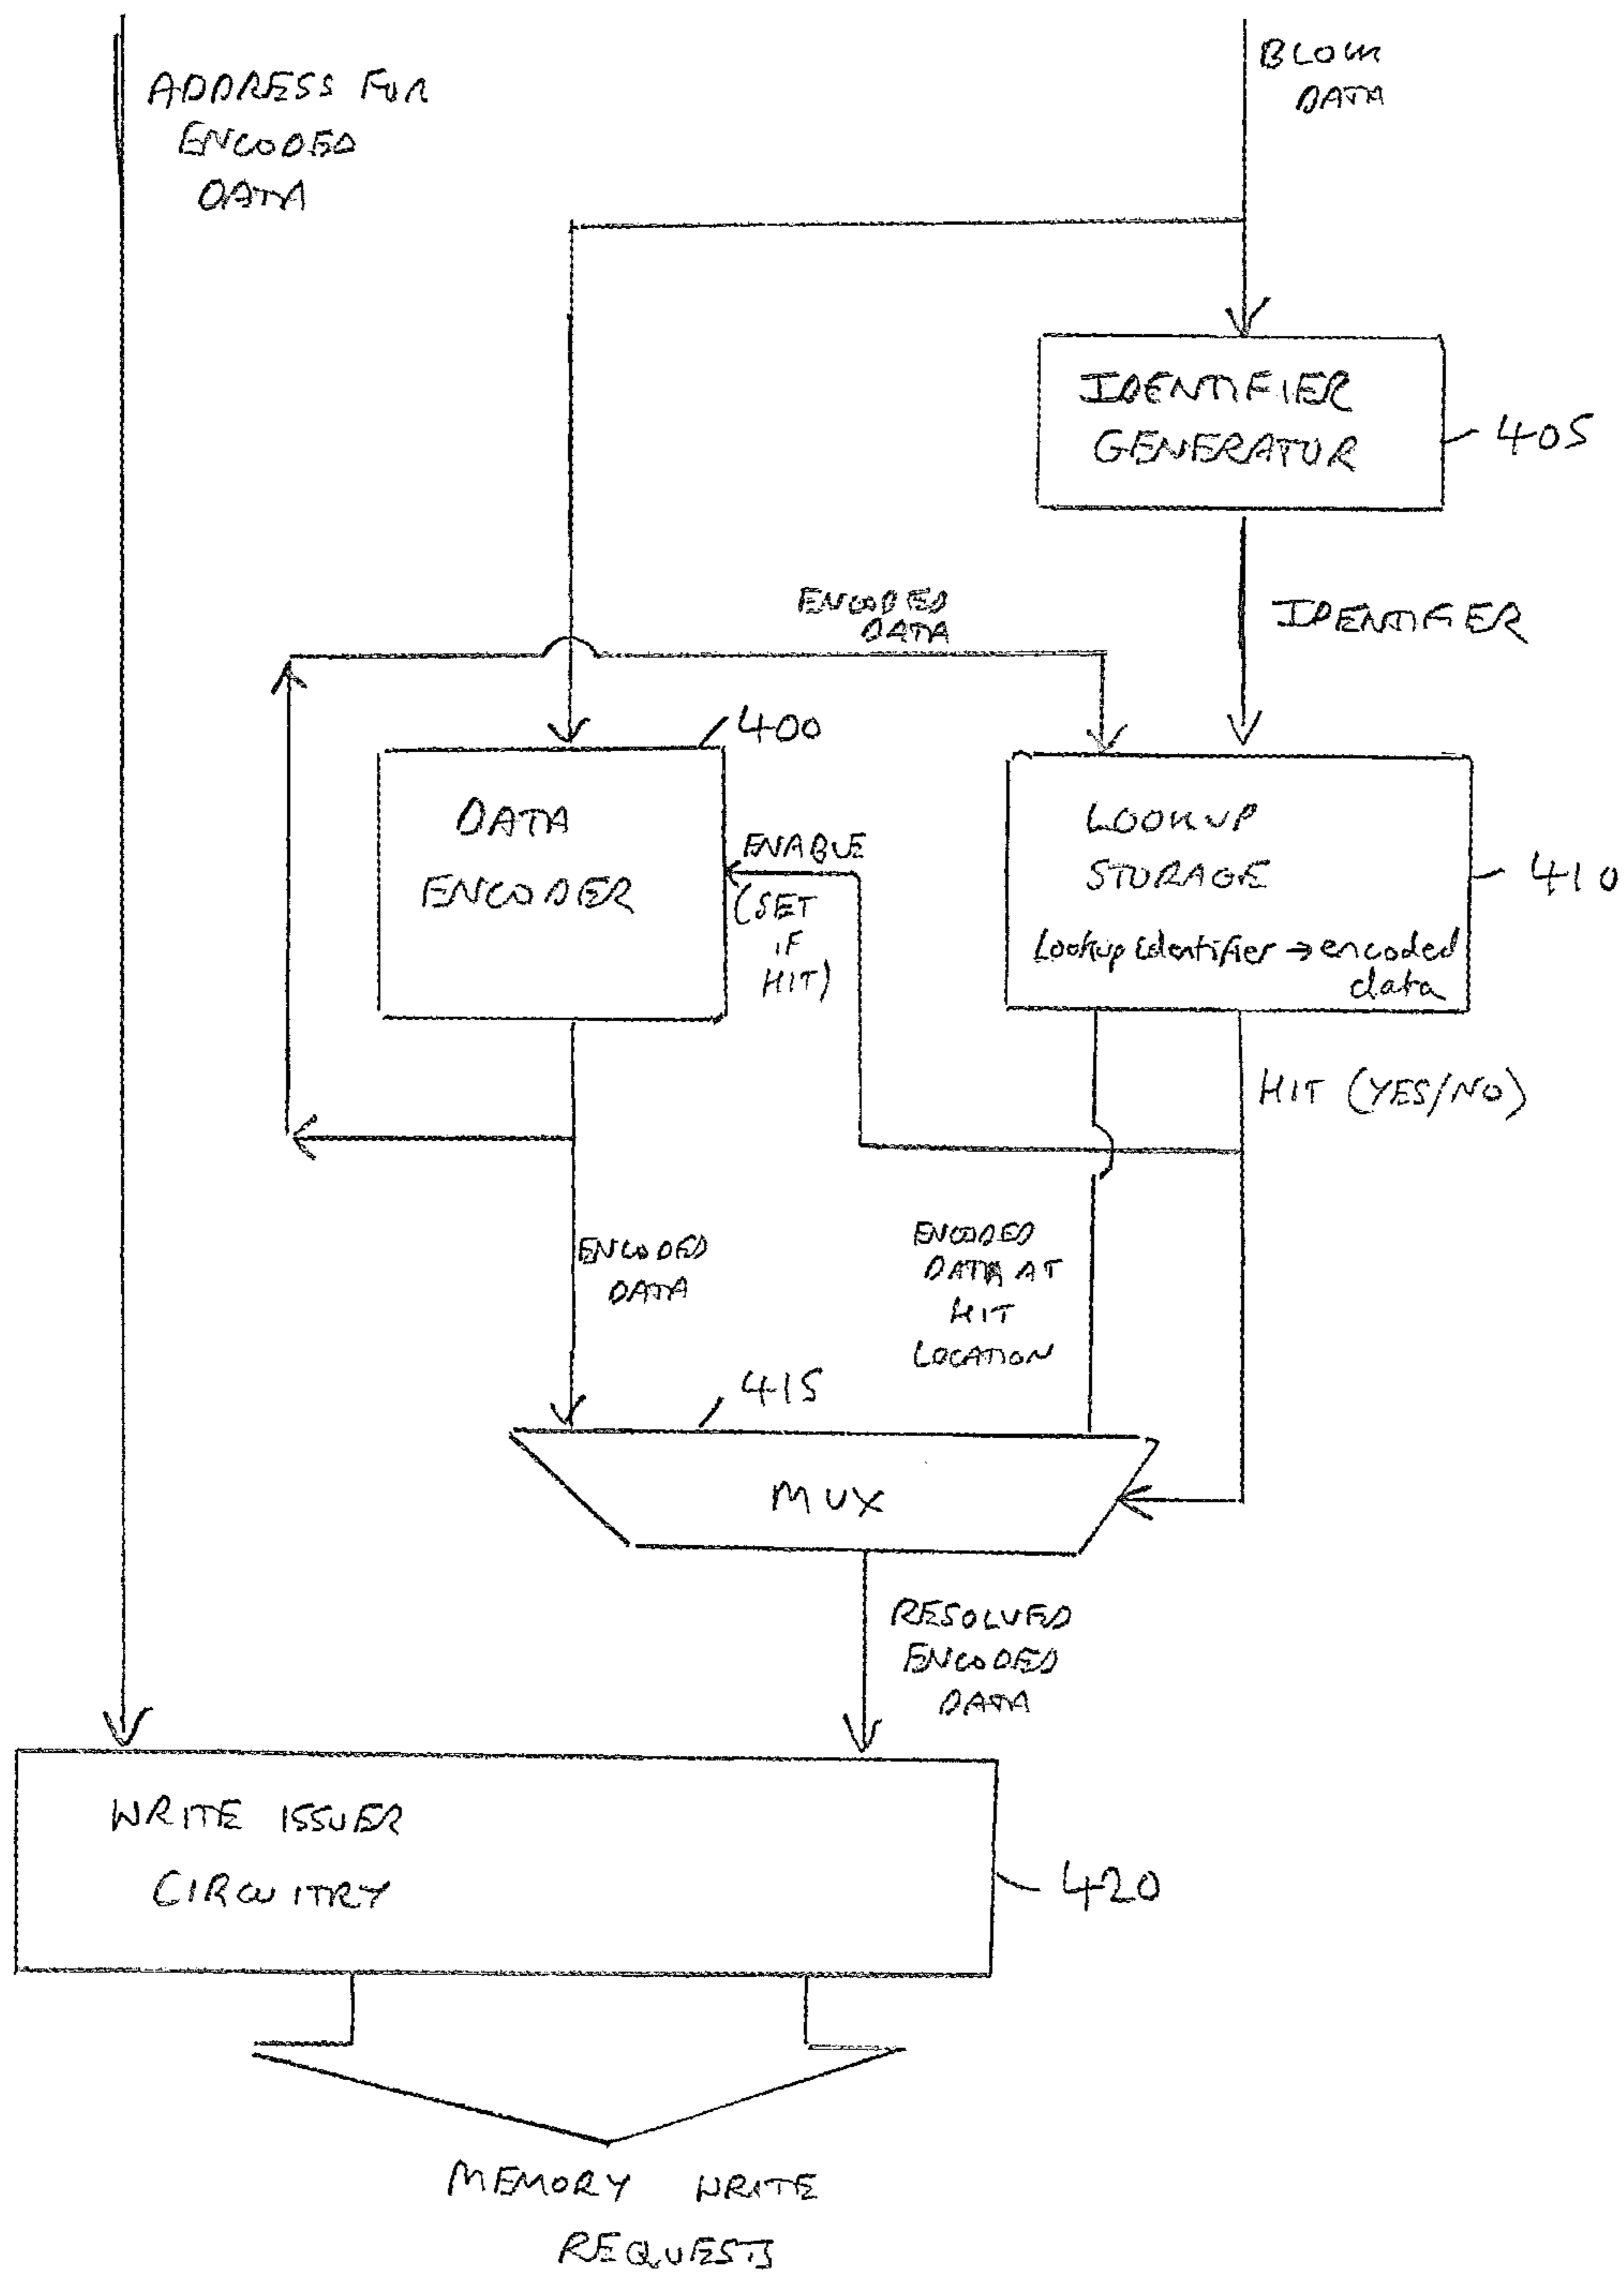 ADDRESS FOR
ENCODED
DATA
BLOCK
DATA
IDENTIFIER
GENERATOR
405
ENCODED
DATA
IDENTIFIER
400
DATA
ENCODER
ENABLE
(SET
IF
HIT)
LOOKUP
STORAGE
Lookup identifier → encoded
data
410
HIT (YES/NO)
ENCODED
DATA
ENCODED
DATA AT
HIT
LOCATION
415
MUX
RESOLVED
ENCODED
DATA
WRITE ISSUER
CIRCUITRY
420
MEMORY WRITE
REQUESTS